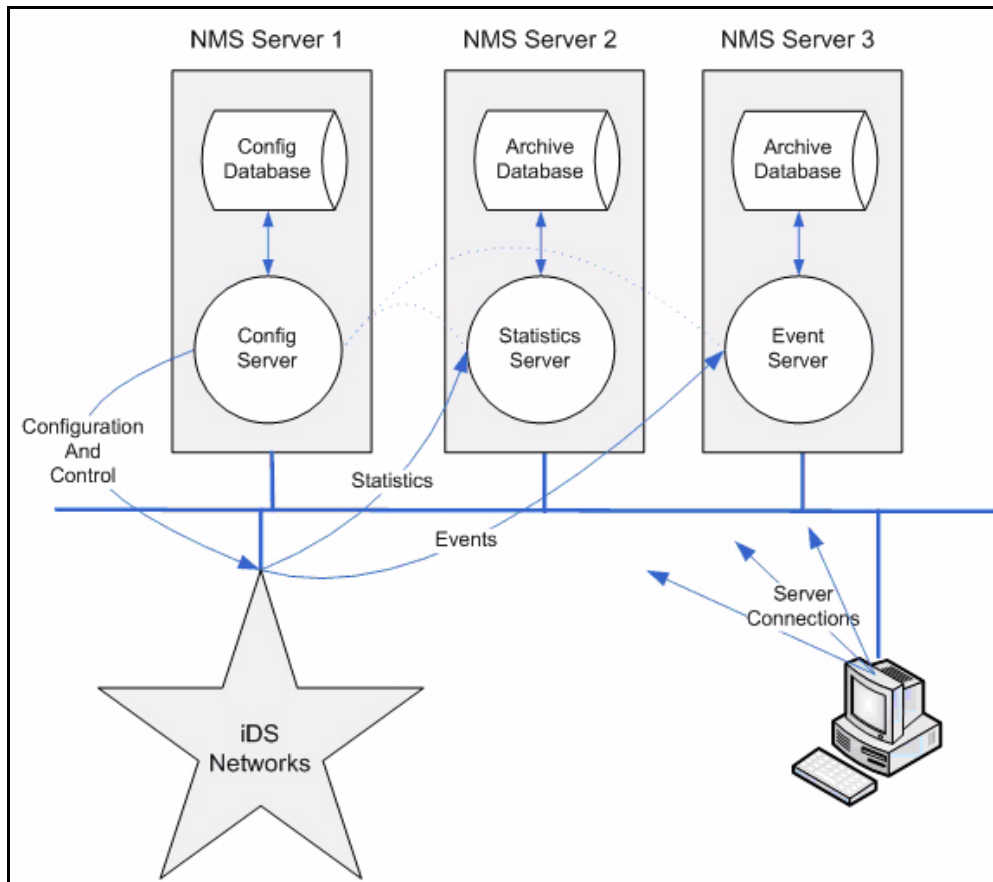 NMS Server 1
NMS Server 2
NMS Server 3
Config
Database
Archive
Database
Archive
Database
Config
Server
Statistics
Server
Event
Server
Configuration
And
Control
Statistics
Events
Server
Connections
iDS
Networks